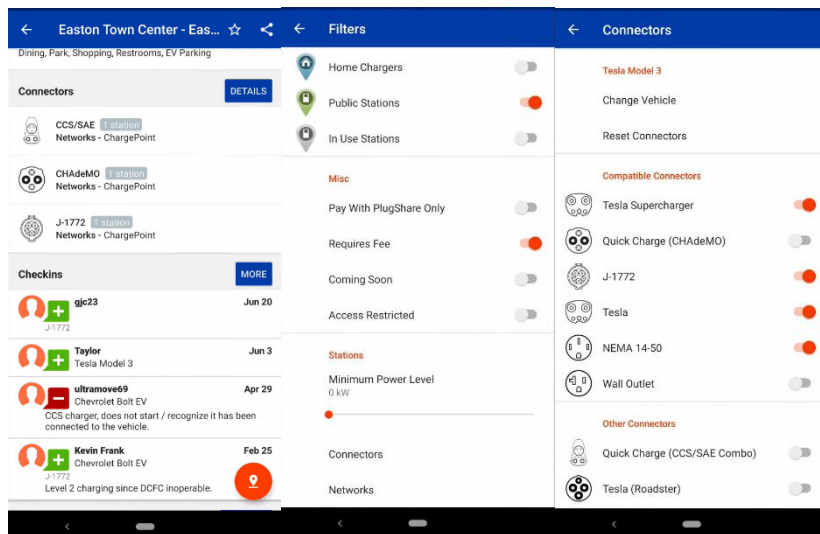 Easton Town Center - Eas...
Dining, Park, Shopping, Restrooms, EV Parking
Connectors
DETAILS
CCS/SAE 1 station
Networks - ChargePoint
CHAdeMO 1 station
Networks - ChargePoint
J-1772 1 station
Networks - ChargePoint
Checkins
MORE
gjc23
Jun 20
J-1772
Taylor
Jun 3
Tesla Model 3
ultramove69
Apr 29
Chevrolet Bolt EV
CCS charger, does not start / recognize it has been
connected to the vehicle.
Kevin Frank
Feb 25
Chevrolet Bolt EV
J-1772
Level 2 charging since DCFC inoperable.
Filters
Home Chargers
Public Stations
In Use Stations
Misc
Pay With PlugShare Only
Requires Fee
Coming Soon
Access Restricted
Stations
Minimum Power Level
0 kW
Connectors
Networks
Connectors
Tesla Model 3
Change Vehicle
Reset Connectors
Compatible Connectors
Tesla Supercharger
Quick Charge (CHAdeMO)
J-1772
Tesla
NEMA 14-50
Wall Outlet
Other Connectors
Quick Charge (CCS/SAE Combo)
Tesla (Roadster)